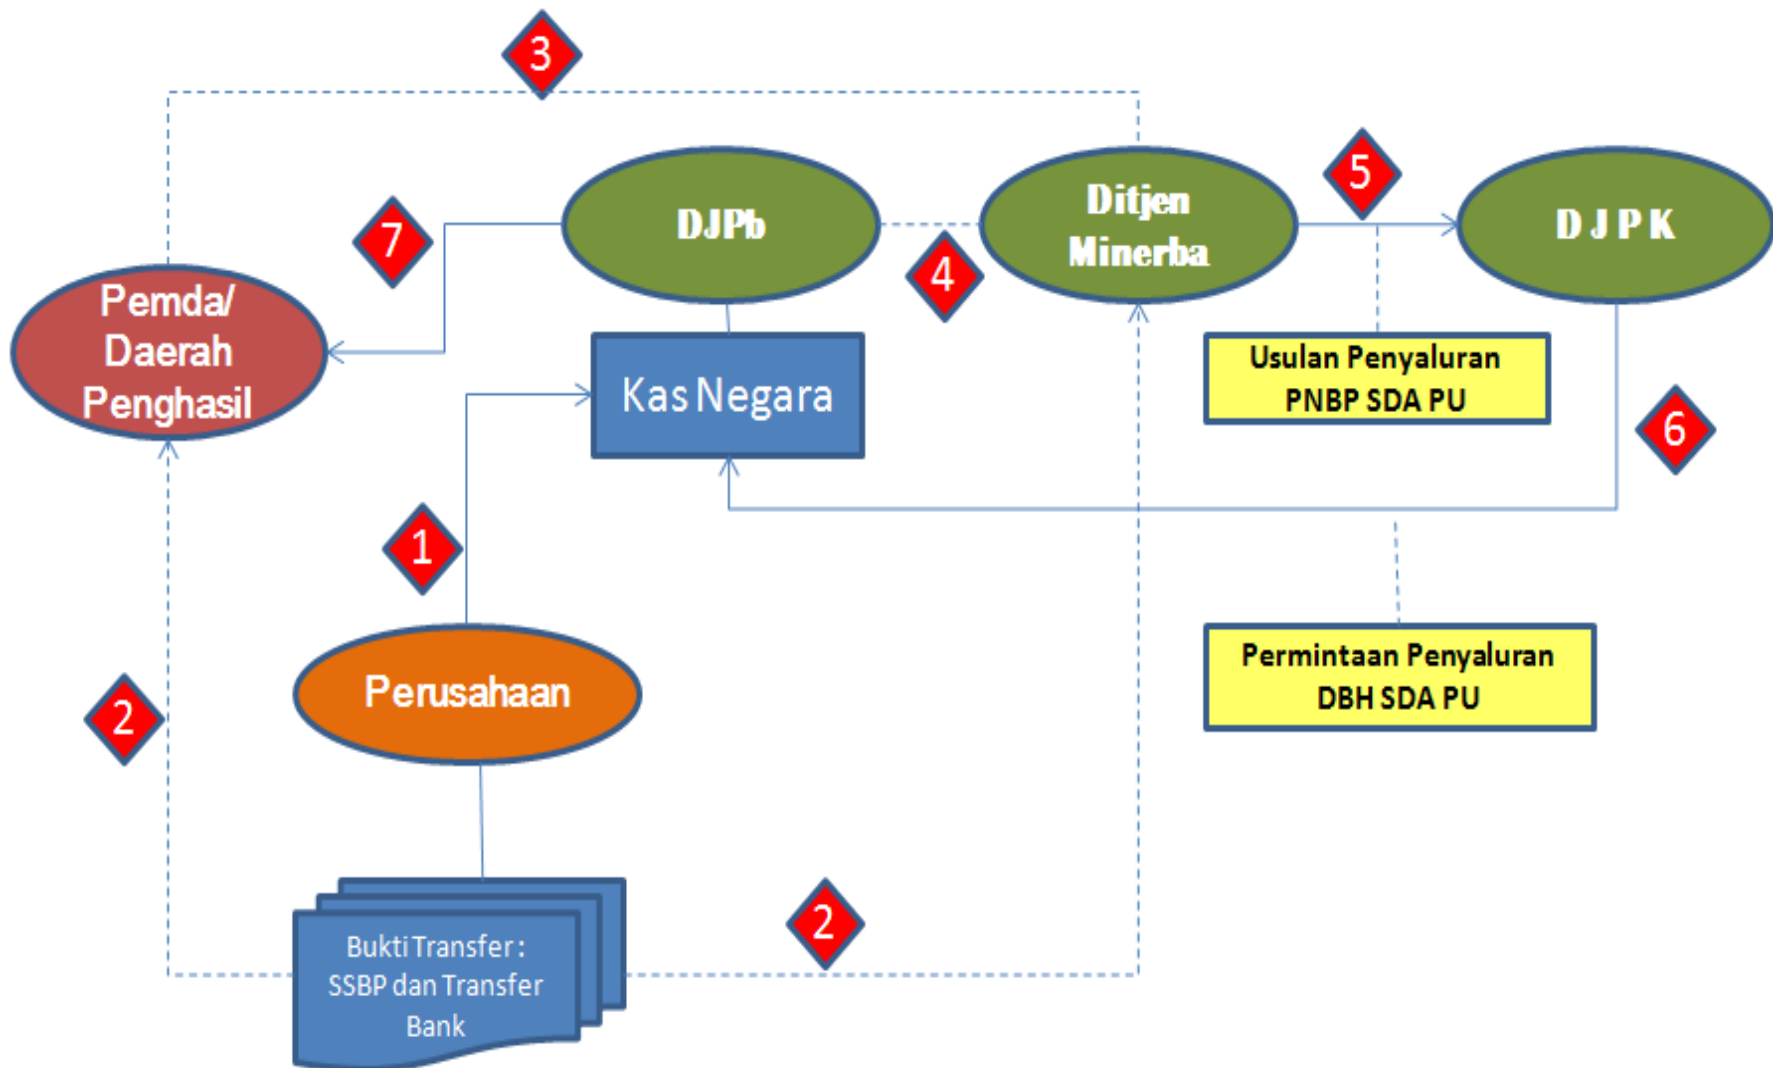 3
DJPb
Ditjen
Minerba
5
D J P K
7
4
Pemda/
Daerah
Penghasil
Kas Negara
Usulan Penyaluran
PNBP SDA PU
6
1
Perusahaan
Permintaan Penyaluran
DBH SDA PU
2
2
Bukti Transfer :
SSBP dan Transfer
Bank